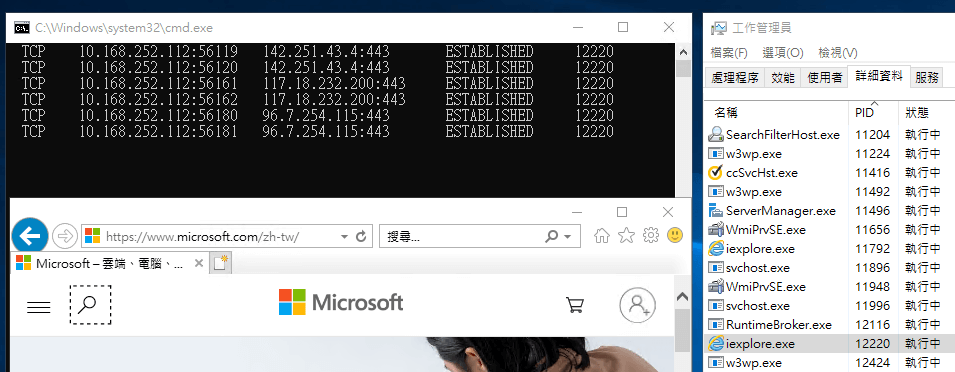 C:\Windows\system32\cmd.exe
TCP 10.168.252.112:56119 142.251.43.4:443 ESTABLISHED 12220
TCP 10.168.252.112:56120 142.251.43.4:443 ESTABLISHED 12220
TCP 10.168.252.112:56161 117.18.232.200:443 ESTABLISHED 12220
TCP 10.168.252.112:56162 117.18.232.200:443 ESTABLISHED 12220
TCP 10.168.252.112:56180 96.7.254.115:443 ESTABLISHED 12220
TCP 10.168.252.112:56181 96.7.254.115:443 ESTABLISHED 12220
https://www.microsoft.com/zh-tw/
搜尋...
Microsoft – 雲端、電腦、...
Microsoft
工作管理員
檔案(F) 選項(O) 檢視(V)
處理程序 效能 使用者 詳細資料 服務
名稱 PID 狀態
SearchFilterHost.exe 11204 執行中
w3wp.exe 11224 執行中
ccSvcHst.exe 11416 執行中
w3wp.exe 11492 執行中
ServerManager.exe 11496 執行中
WmiPrvSE.exe 11656 執行中
iexplore.exe 11792 執行中
svchost.exe 11896 執行中
WmiPrvSE.exe 11948 執行中
svchost.exe 11996 執行中
RuntimeBroker.exe 12116 執行中
iexplore.exe 12220 執行中
w3wp.exe 12424 執行中